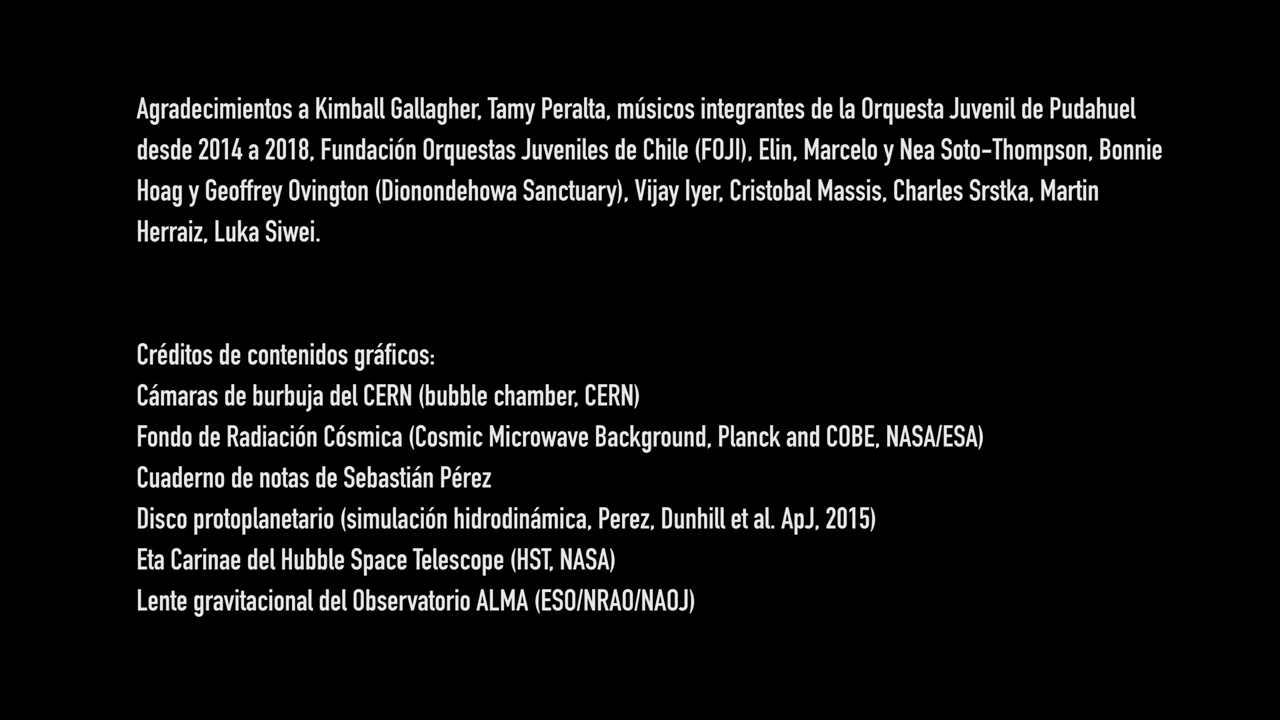 Agradecimientos a Kimball Gallagher, Tamy Peralta, músicos integrantes de la Orquesta Juvenil de Pudahuel
desde 2014 a 2018, Fundación Orquestas Juveniles de Chile (FOJI), Elin, Marcelo y Nea Soto-Thompson, Bonnie
Hoag y Geoffrey Ovington (Dionondehowa Sanctuary), Vijay Iyer, Cristobal Massis, Charles Srstka, Martin
Herraiz, Luka Siwei.
Créditos de contenidos gráficos:
Cámaras de burbuja del CERN (bubble chamber, CERN)
Fondo de Radiación Cósmica (Cosmic Microwave Background, Planck and COBE, NASA/ESA)
Cuaderno de notas de Sebastián Pérez
Disco protoplanetario (simulación hidrodinámica, Perez, Dunhill et al. ApJ, 2015)
Eta Carinae del Hubble Space Telescope (HST, NASA)
Lente gravitacional del Observatorio ALMA (ESO/NRAO/NAOJ)